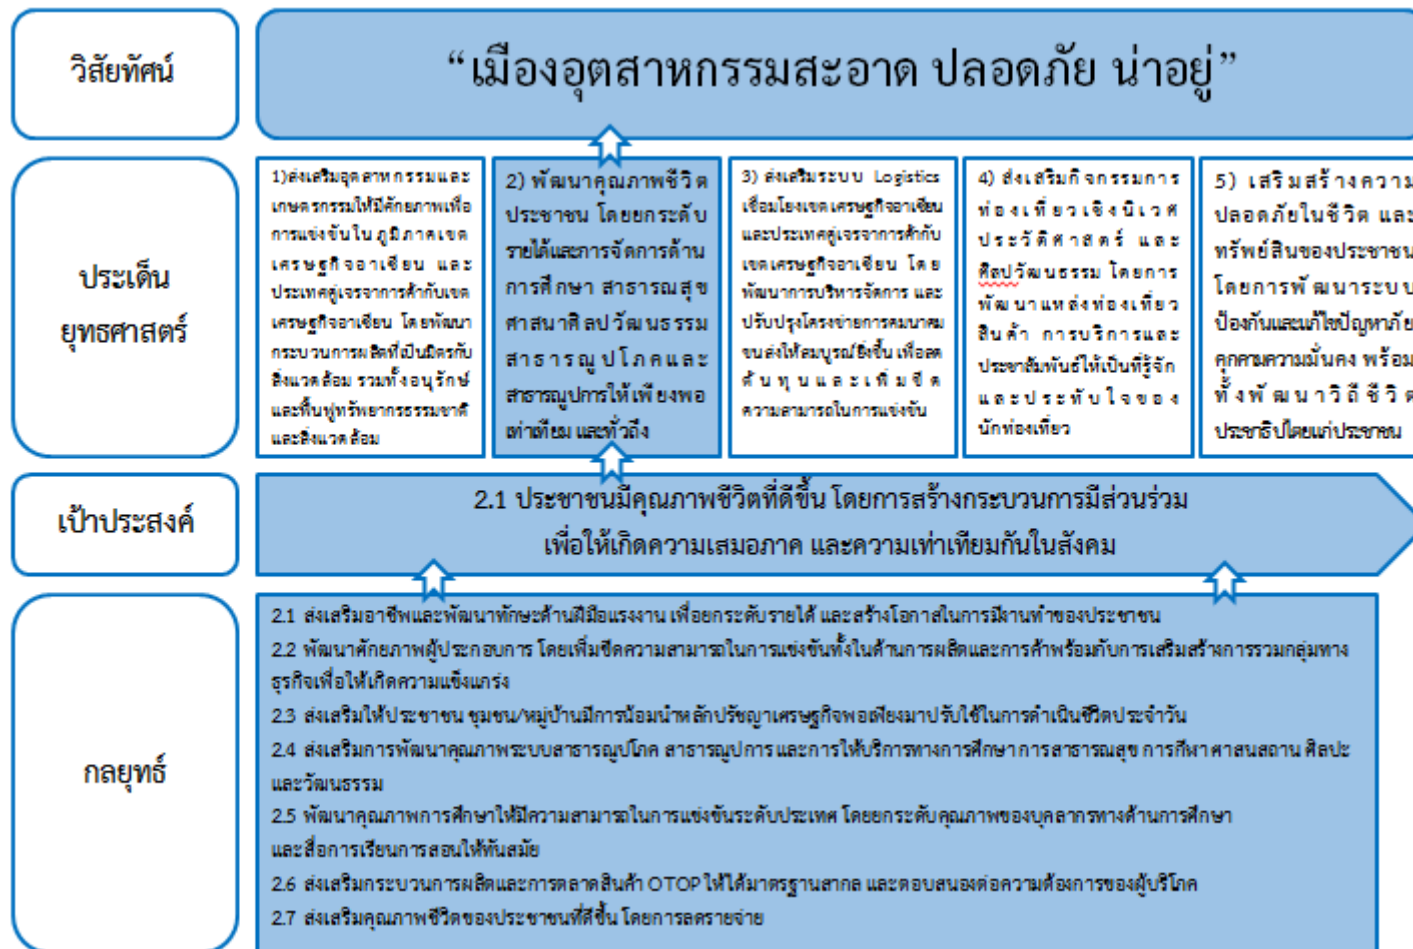 วิสัยทัศน์
“เมืองอุตสาหกรรมสะอาด ปลอดภัย น่าอยู่”
ประเด็น
ยุทธศาสตร์
1)ส่งเสริมอุตสาหกรรมและ
เกษตรกรรมให้มีศักยภาพเพื่อ
การแข่งขันในภูมิภาคเขต
เศรษฐกิจอาเซียน และ
ประเทศคู่เจรจาการค้ากับเขต
เศรษฐกิจอาเซียน โดยพัฒนา
กระบวนการผลิตที่เป็นมิตรกับ
สิ่งแวดล้อม รวมทั้งอนุรักษ์
และฟื้นฟูทรัพยากรธรรมชาติ
และสิ่งแวดล้อม
2) พัฒนาคุณภาพชีวิต
ประชาชน โดยยกระดับ
รายได้และการจัดการด้าน
การศึกษา สาธารณสุข
ศาสนาศิลปวัฒนธรรม
สาธารณูปโภคและ
สาธารณูปการให้เพียงพอ
เท่าเทียม และทั่วถึง
3) ส่งเสริมระบบ Logistics
เชื่อมโยงเขตเศรษฐกิจอาเซียน
และประเทศคู่เจรจาการค้ากับ
เขตเศรษฐกิจอาเซียน โดย
พัฒนาการบริหารจัดการ และ
ปรับปรุงโครงข่ายการคมนาคม
ขนส่งให้สมบูรณ์ยิ่งขึ้น เพื่อลด
ต้นทุนและเพิ่มขีด
ความสามารถในการแข่งขัน
4) ส่งเสริมกิจกรรมการ
ท่องเที่ยวเชิงนิเวศ
ประวัติศาสตร์ และ
ศิลปวัฒนธรรม โดยการ
พัฒนาแหล่งท่องเที่ยว
สินค้า การบริการและ
ประชาสัมพันธ์ให้เป็นที่รู้จัก
และประทับใจของ
นักท่องเที่ยว
5) เสริมสร้างความ
ปลอดภัยในชีวิต และ
ทรัพย์สินของประชาชน
โดยการพัฒนาระบบ
ป้องกันและแก้ไขปัญหาภัย
คุกคามความมั่นคง พร้อม
ทั้งพัฒนาวิถีชีวิต
ประชาธิปไตยแก่ประชาชน
เป้าประสงค์
2.1 ประชาชนมีคุณภาพชีวิตที่ดีขึ้น โดยการสร้างกระบวนการมีส่วนร่วม
เพื่อให้เกิดความเสมอภาค และความเท่าเทียมกันในสังคม
กลยุทธ์
2.1 ส่งเสริมอาชีพและพัฒนาทักษะด้านฝีมือแรงงาน เพื่อยกระดับรายได้ และสร้างโอกาสในการมีงานทำของประชาชน
2.2 พัฒนาศักยภาพผู้ประกอบการ โดยเพิ่มขีดความสามารถในการแข่งขันทั้งในด้านการผลิตและการค้าพร้อมกับการเสริมสร้างการรวมกลุ่มทาง
ธุรกิจเพื่อให้เกิดความแข็งแกร่ง
2.3 ส่งเสริมให้ประชาชน ชุมชน/หมู่บ้านมีการน้อมนำหลักปรัชญาเศรษฐกิจพอเพียงมาปรับใช้ในการดำเนินชีวิตประจำวัน
2.4 ส่งเสริมการพัฒนาคุณภาพระบบสาธารณูปโภค สาธารณูปการ และการให้บริการทางการศึกษา การสาธารณสุข การกีฬา ศาสนสถาน ศิลปะ
และวัฒนธรรม
2.5 พัฒนาคุณภาพการศึกษาให้มีความสามารถในการแข่งขันระดับประเทศ โดยยกระดับคุณภาพของบุคลากรทางด้านการศึกษา
และสื่อการเรียนการสอนให้ทันสมัย
2.6 ส่งเสริมกระบวนการผลิตและการตลาดสินค้า OTOP ให้ได้มาตรฐานสากล และตอบสนองต่อความต้องการของผู้บริโภค
2.7 ส่งเสริมคุณภาพชีวิตของประชาชนที่ดีขึ้น โดยการลดรายจ่าย